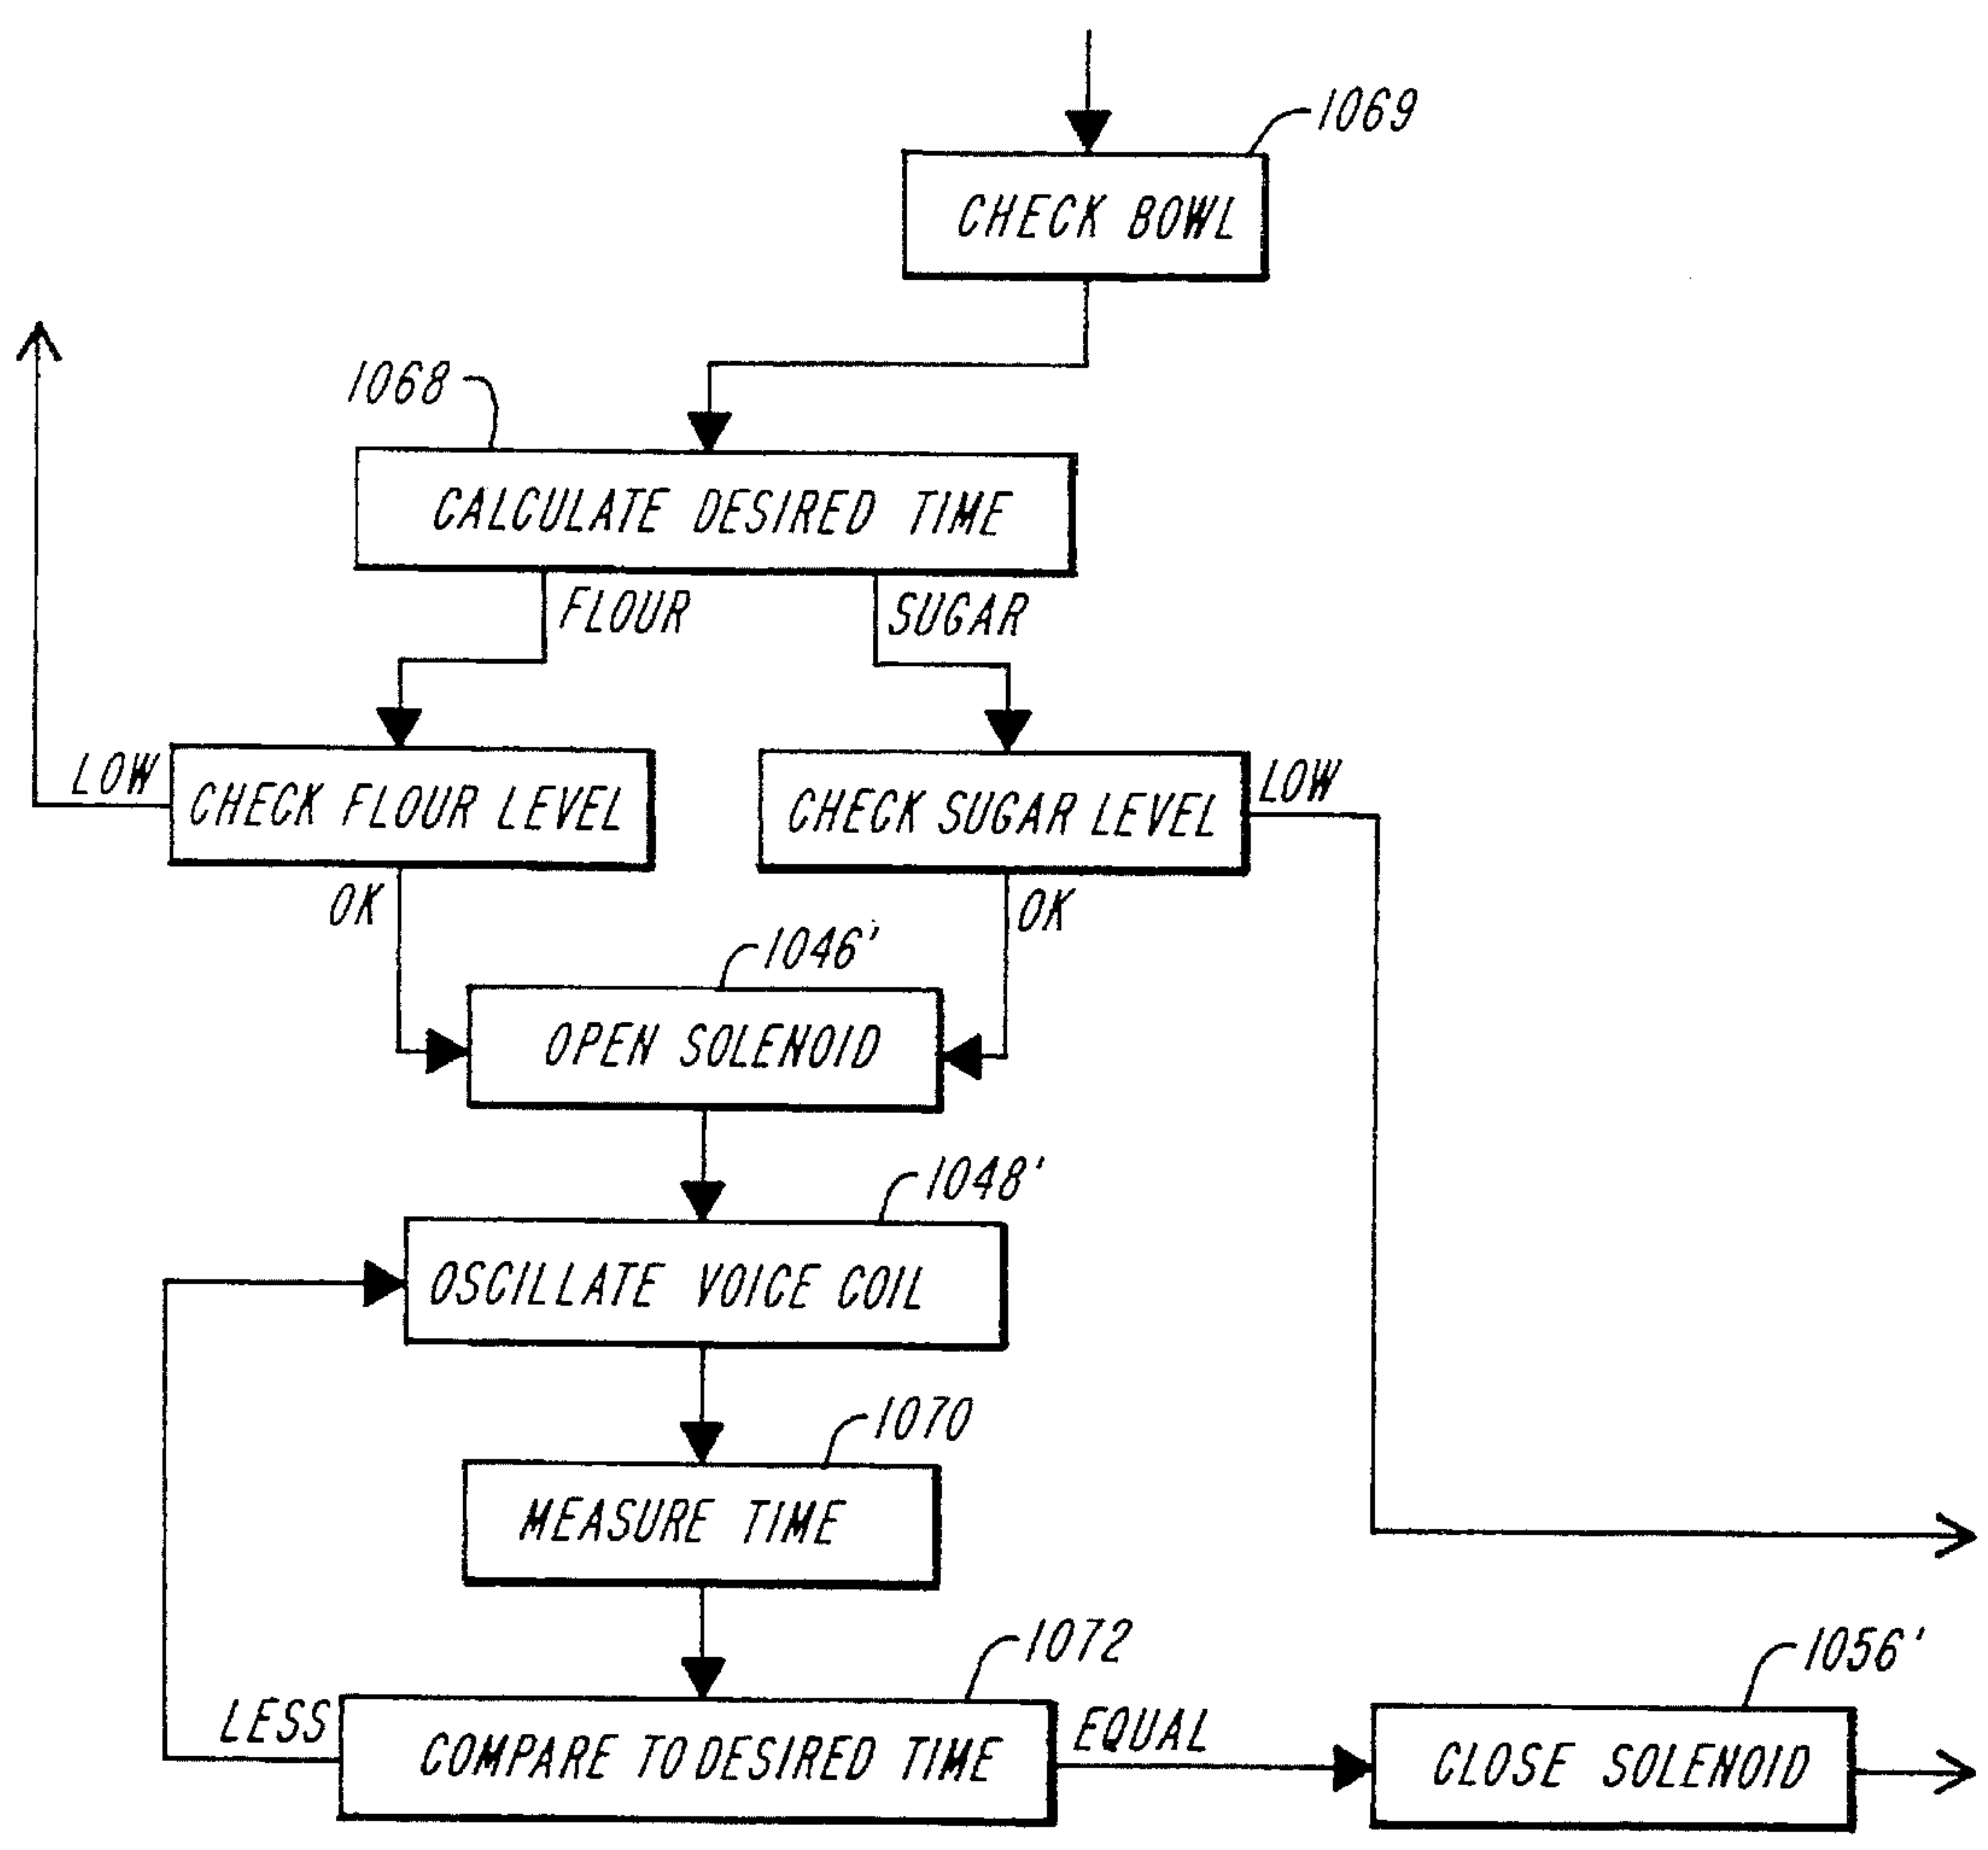 1069
CHECK BOWL
1068
CALCULATE DESIRED TIME
FLOUR
SUGAR
LOW
CHECK FLOUR LEVEL
CHECK SUGAR LEVEL
LOW
OK
OK
1046'
OPEN SOLENOID
1048'
OSCILLATE VOICE COIL
1070
MEASURE TIME
1072
LESS
COMPARE TO DESIRED TIME
EQUAL
1056'
CLOSE SOLENOID